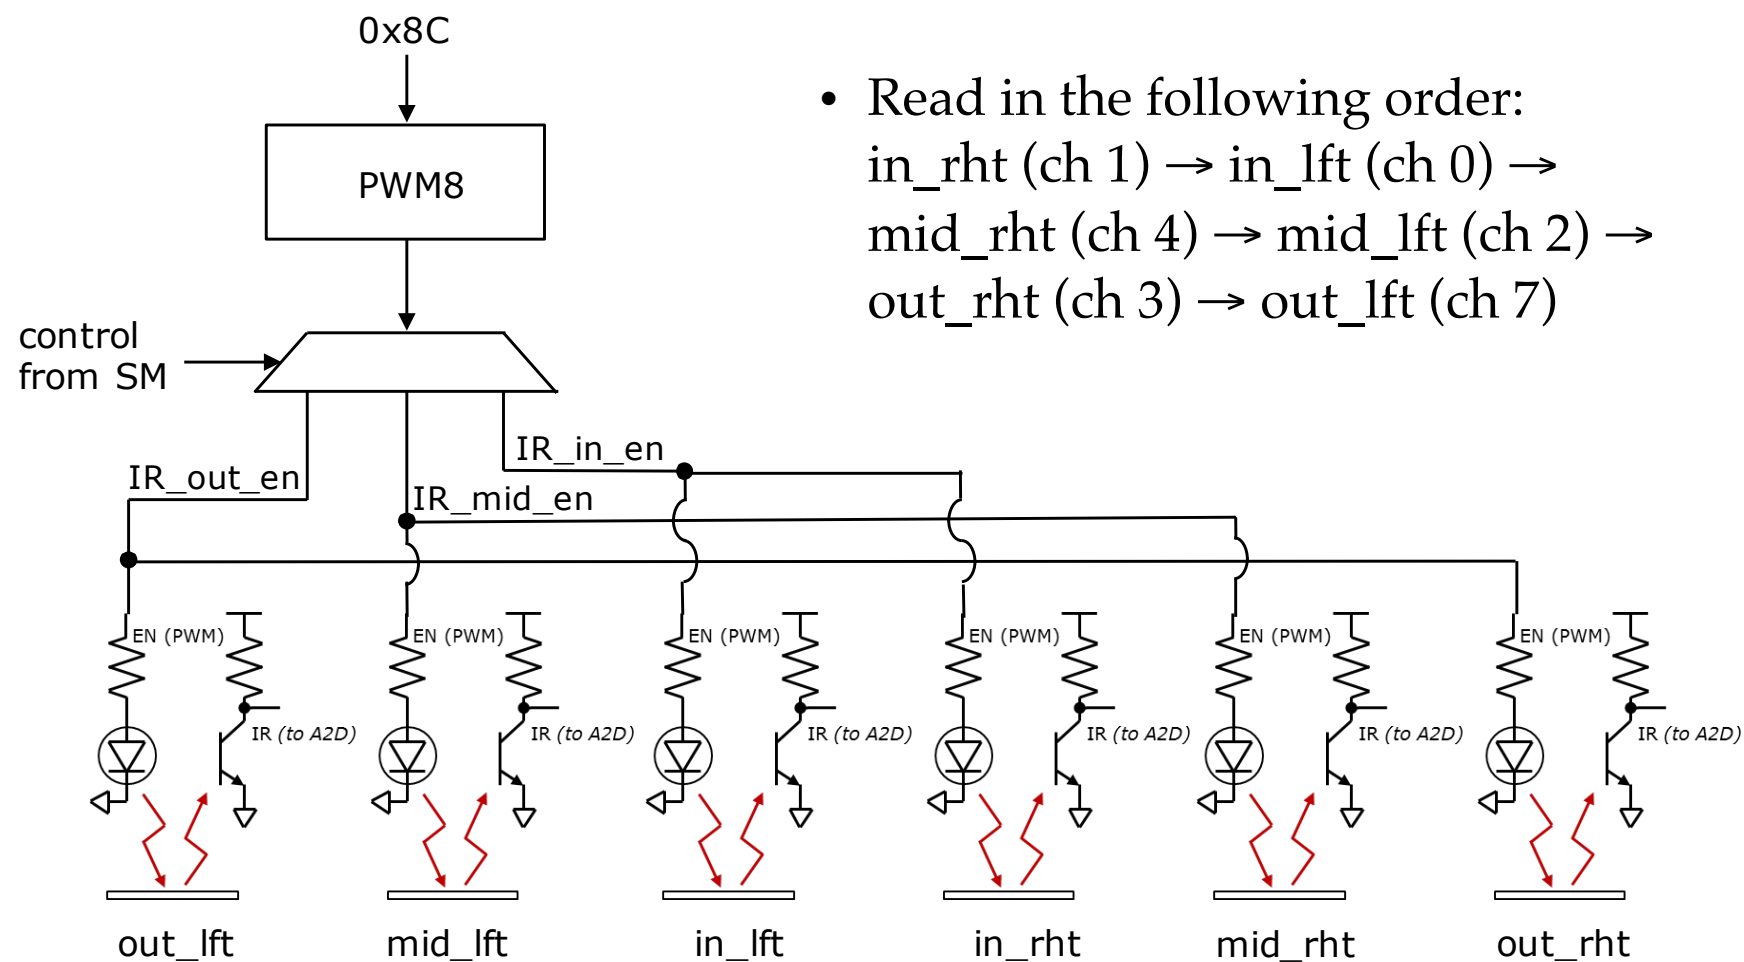 0x8C
PWM8
control
from SM
• Read in the following order:
in_rht (ch 1) → in_lft (ch 0) →
mid_rht (ch 4) → mid_lft (ch 2) →
out_rht (ch 3) → out_lft (ch 7)
IR_in_en
IR_out_en
IR_mid_en
EN (PWM)
EN (PWM)
EN (PWM)
EN (PWM)
EN (PWM)
EN (PWM)
IR (to A2D)
IR (to A2D)
IR (to A2D)
IR (to A2D)
IR (to A2D)
IR (to A2D)
out_lft
mid_lft
in_lft
in_rht
mid_rht
out_rht